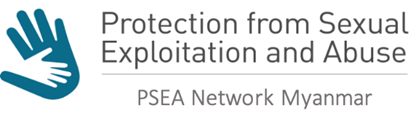 Protection from Sexual
Exploitation and Abuse
PSEA Network Myanmar